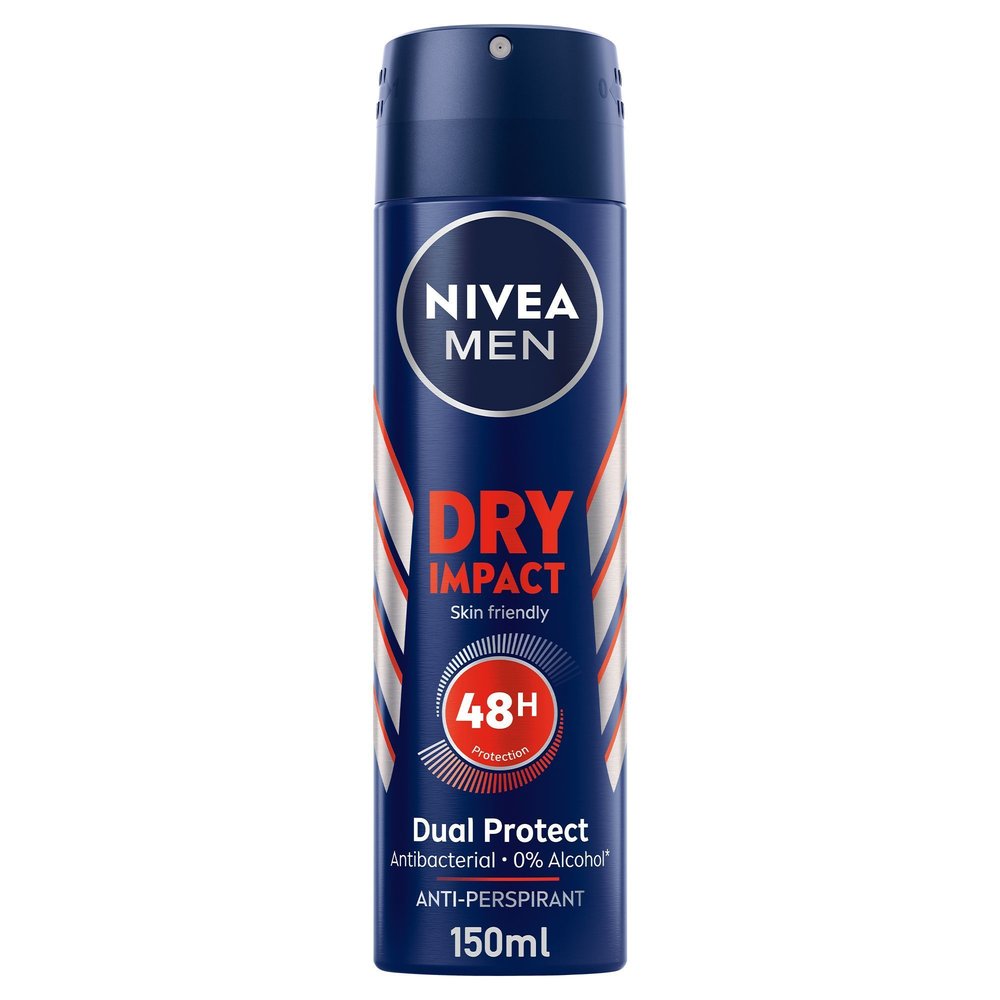 NIVEA
MEN
DRY
IMPACT
Skin friendly
48H
Protection
Dual Protect
Antibacterial • 0% Alcohol*
ANTI-PERSPIRANT
150ml